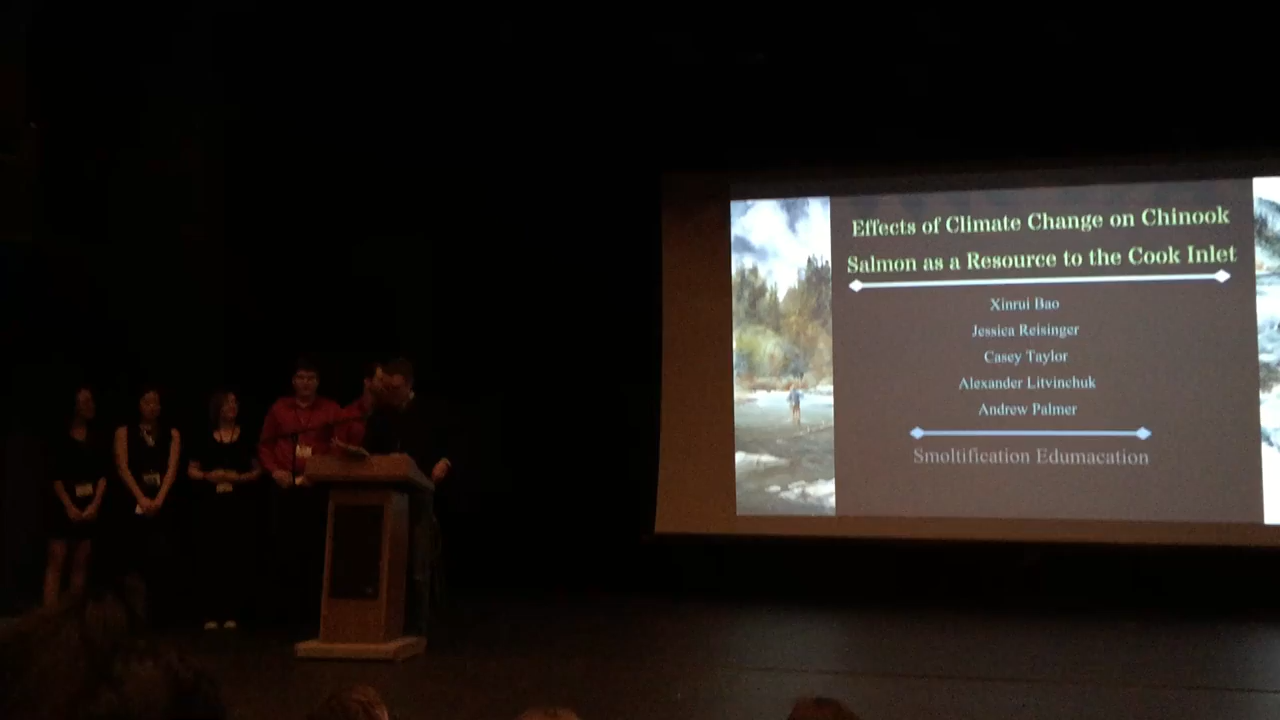 Effects of Climate Change on Chinook
Salmon as a Resource to the Cook Inlet
Xinrui Bao
Jessica Reisinger
Casey Taylor
Alexander Litvinchuk
Andrew Palmer
Smoltification Edumacation